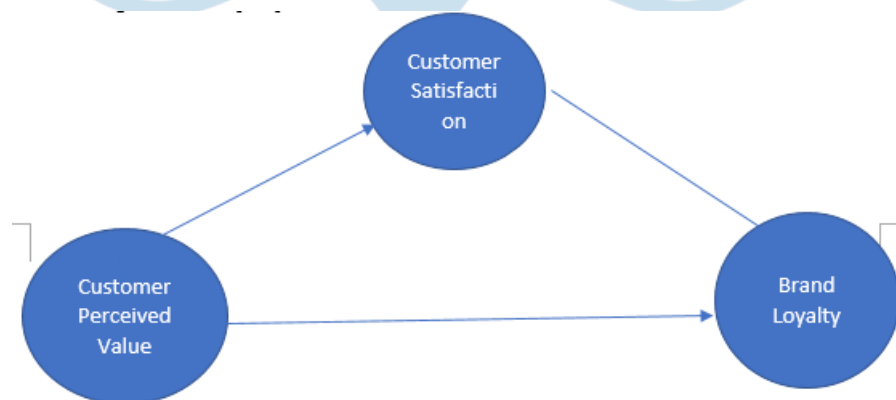 Customer
Satisfacti
on
Customer
Perceived
Value
Brand
Loyalty